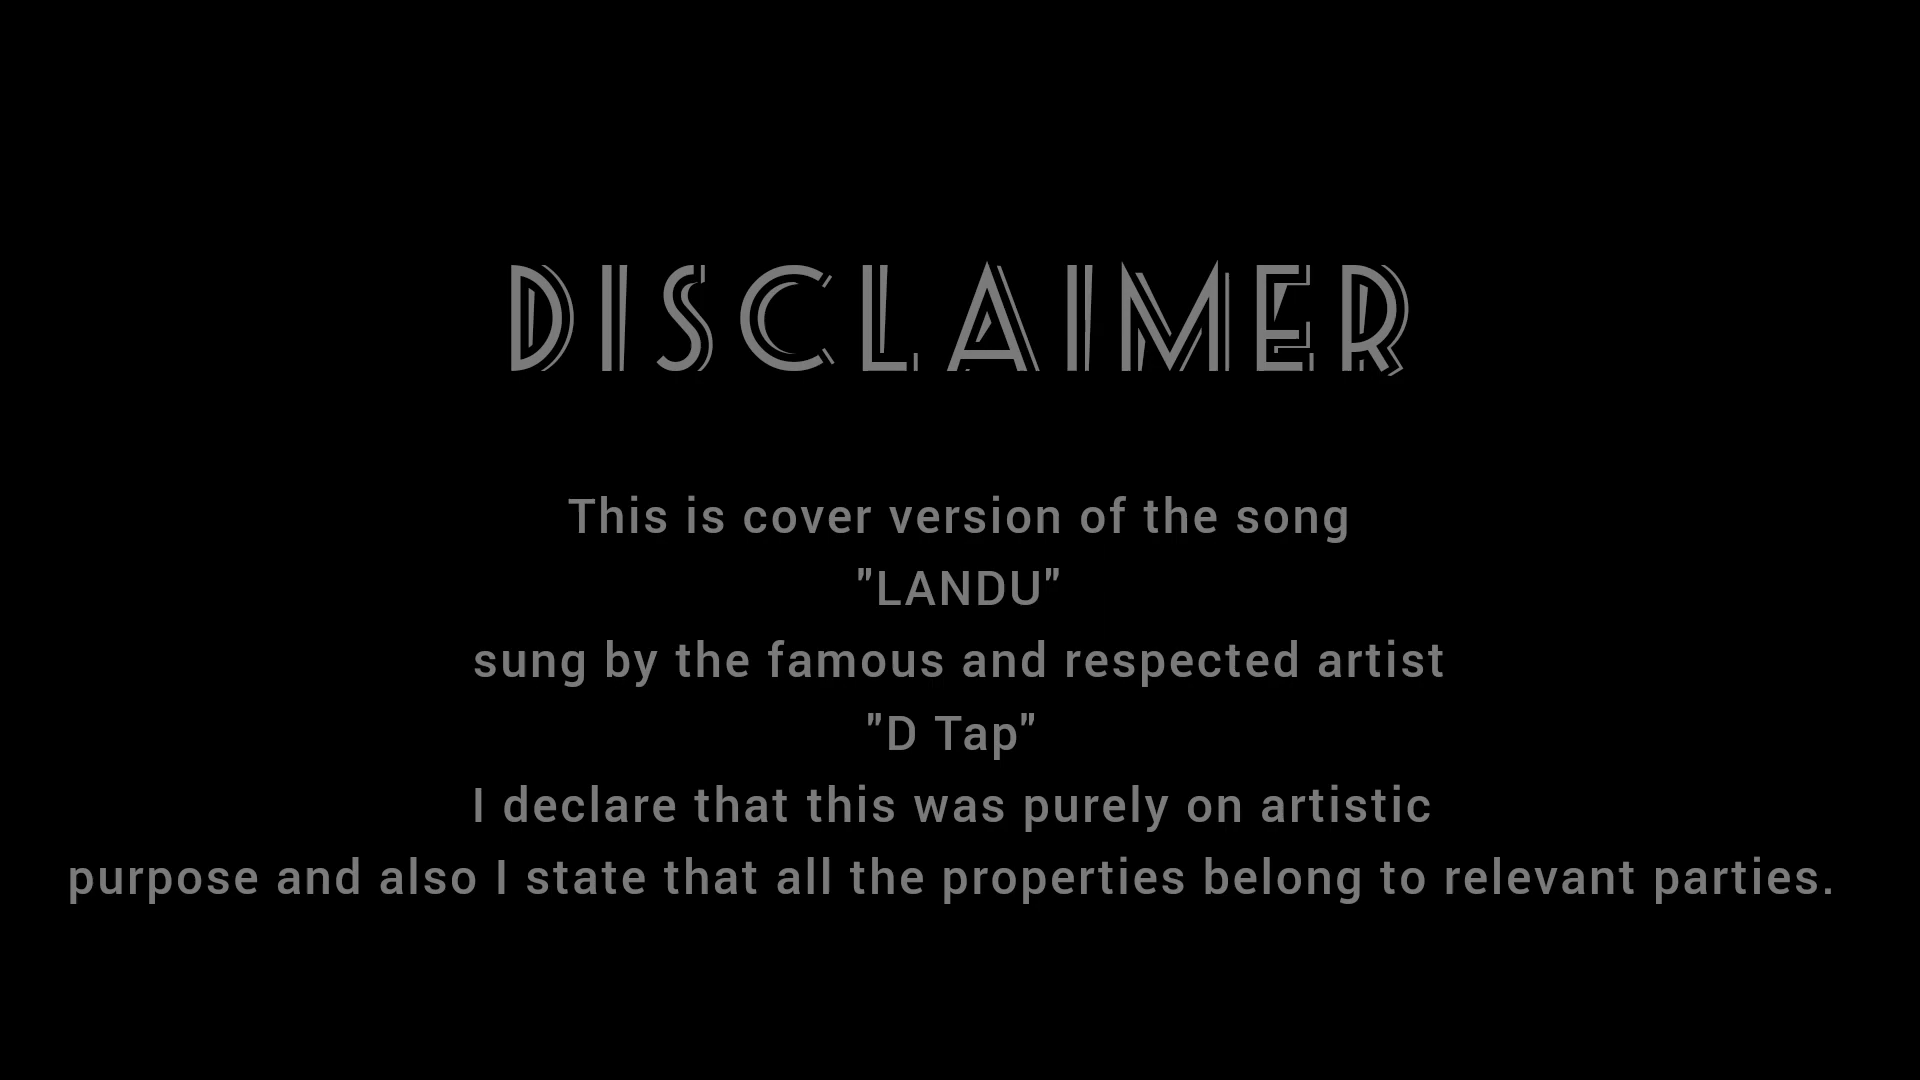 DISCLAIMER
This is cover version of the song
"LANDU"
sung by the famous and respected artist
"D Tap"
I declare that this was purely on artistic
purpose and also I state that all the properties belong to relevant parties.